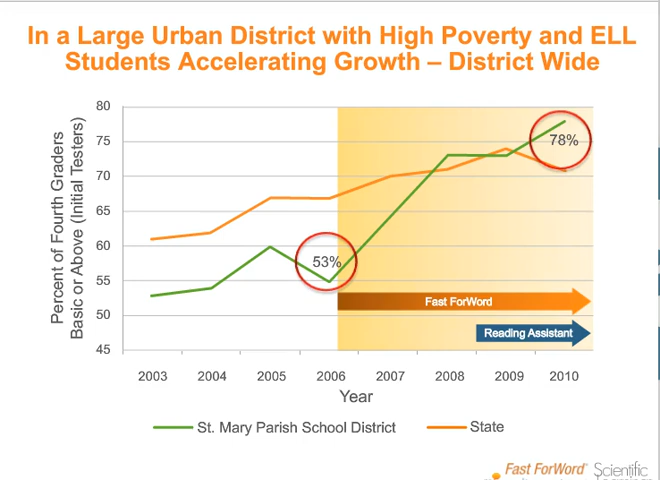 In a Large Urban District with High Poverty and ELL
Students Accelerating Growth – District Wide
Percent of Fourth Graders
Basic or Above (Initial Testers)
80
75
70
65
60
55
50
45
53%
78%
Fast ForWord
Reading Assistant
2003 2004 2005 2006 2007 2008 2009 2010
Year
St. Mary Parish School District State
Fast ForWord Scientific